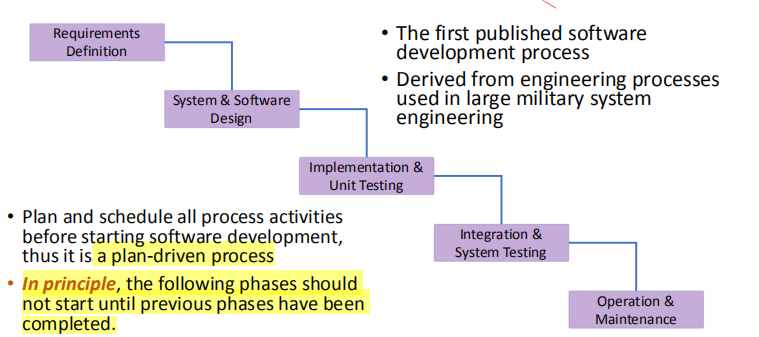 Requirements
Definition
• The first published software
development process
• Derived from engineering processes
used in large military system
engineering
System & Software
Design
Implementation &
Unit Testing
• Plan and schedule all process activities
before starting software development,
thus it is a plan-driven process
• In principle, the following phases should
not start until previous phases have been
completed.
Integration &
System Testing
Operation &
Maintenance